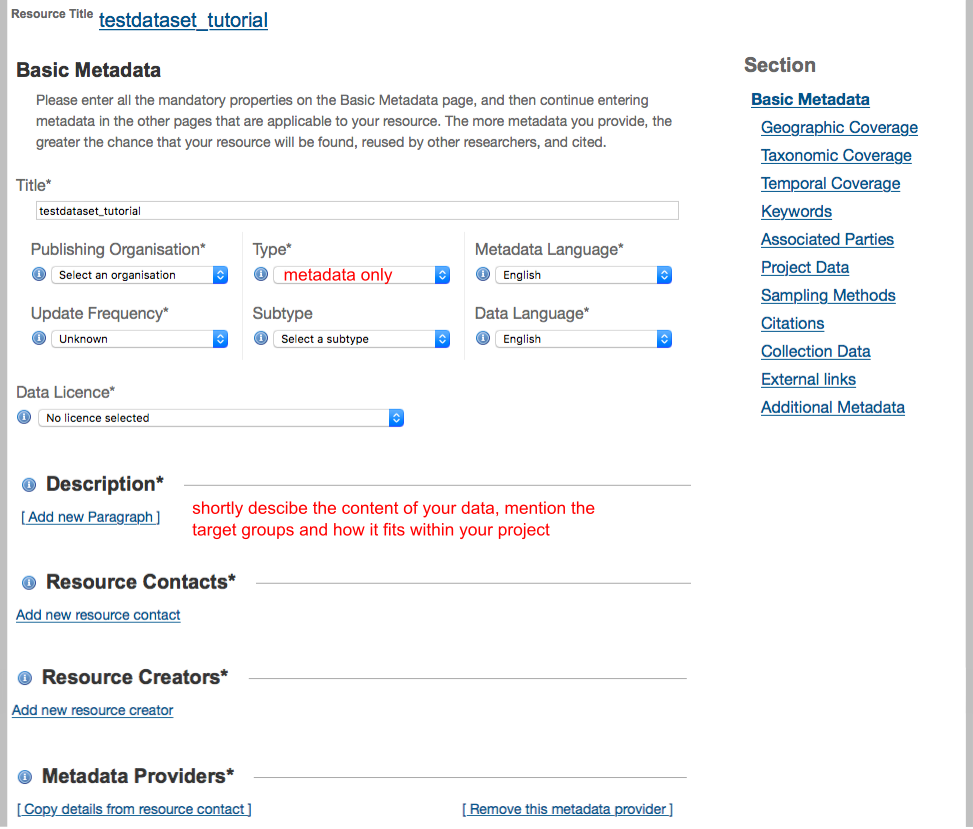 Resource Title testdataset_tutorial
Basic Metadata
Please enter all the mandatory properties on the Basic Metadata page, and then continue entering
metadata in the other pages that are applicable to your resource. The more metadata you provide, the
greater the chance that your resource will be found, reused by other researchers, and cited.
Title*
testdataset_tutorial
Publishing Organisation* Type* Metadata Language*
Select an organisation metadata only English
Update Frequency* Subtype Data Language*
Unknown Select a subtype English
Data Licence*
No licence selected
Description*
[ Add new Paragraph ]
shortly descibe the content of your data, mention the
target groups and how it fits within your project
Resource Contacts*
Add new resource contact
Resource Creators*
Add new resource creator
Metadata Providers*
[ Copy details from resource contact ] [ Remove this metadata provider ]
Section
Basic Metadata
Geographic Coverage
Taxonomic Coverage
Temporal Coverage
Keywords
Associated Parties
Project Data
Sampling Methods
Citations
Collection Data
External links
Additional Metadata